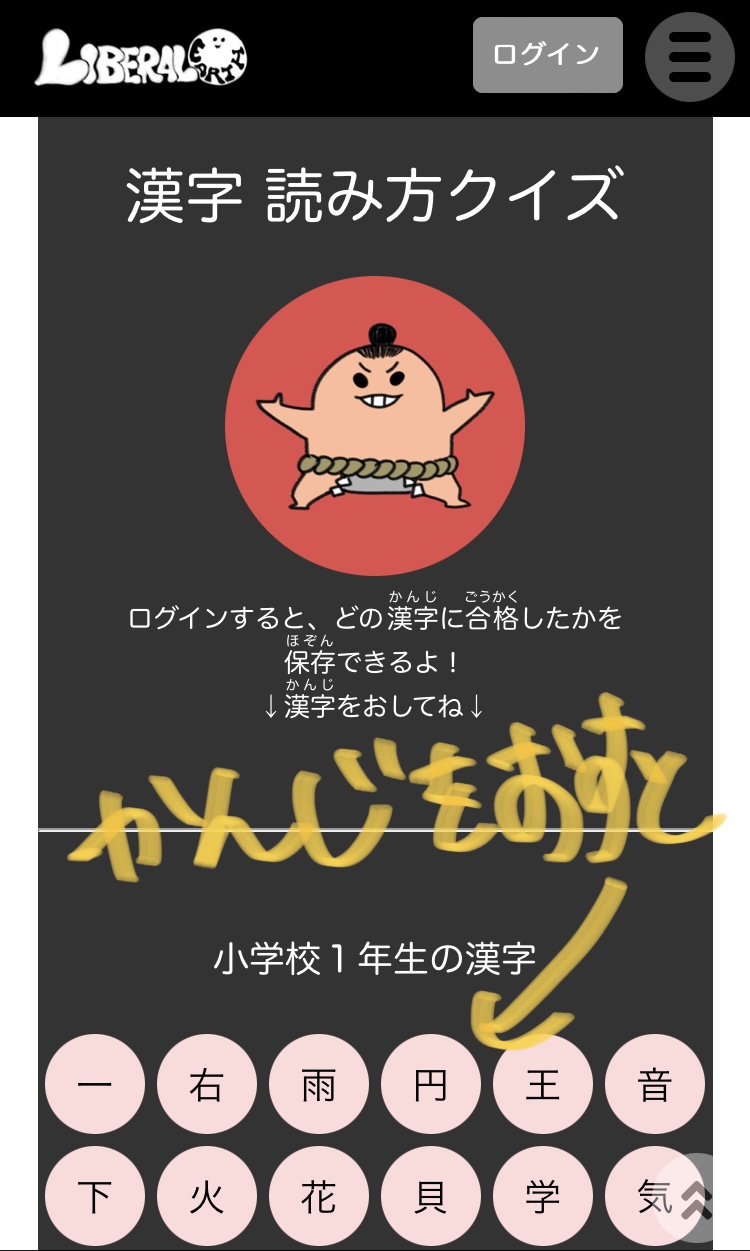 LIBERAL
ログイン
漢字 読み方クイズ
かんじ ごうかく
ログインすると、どの漢字に合格したかを
ほぞん
保存できるよ！
かんじ
↓漢字をおしてね↓
かんじをおすと
小学校１年生の漢字
一 右 雨 円 王 音
下 火 花 貝 学 気